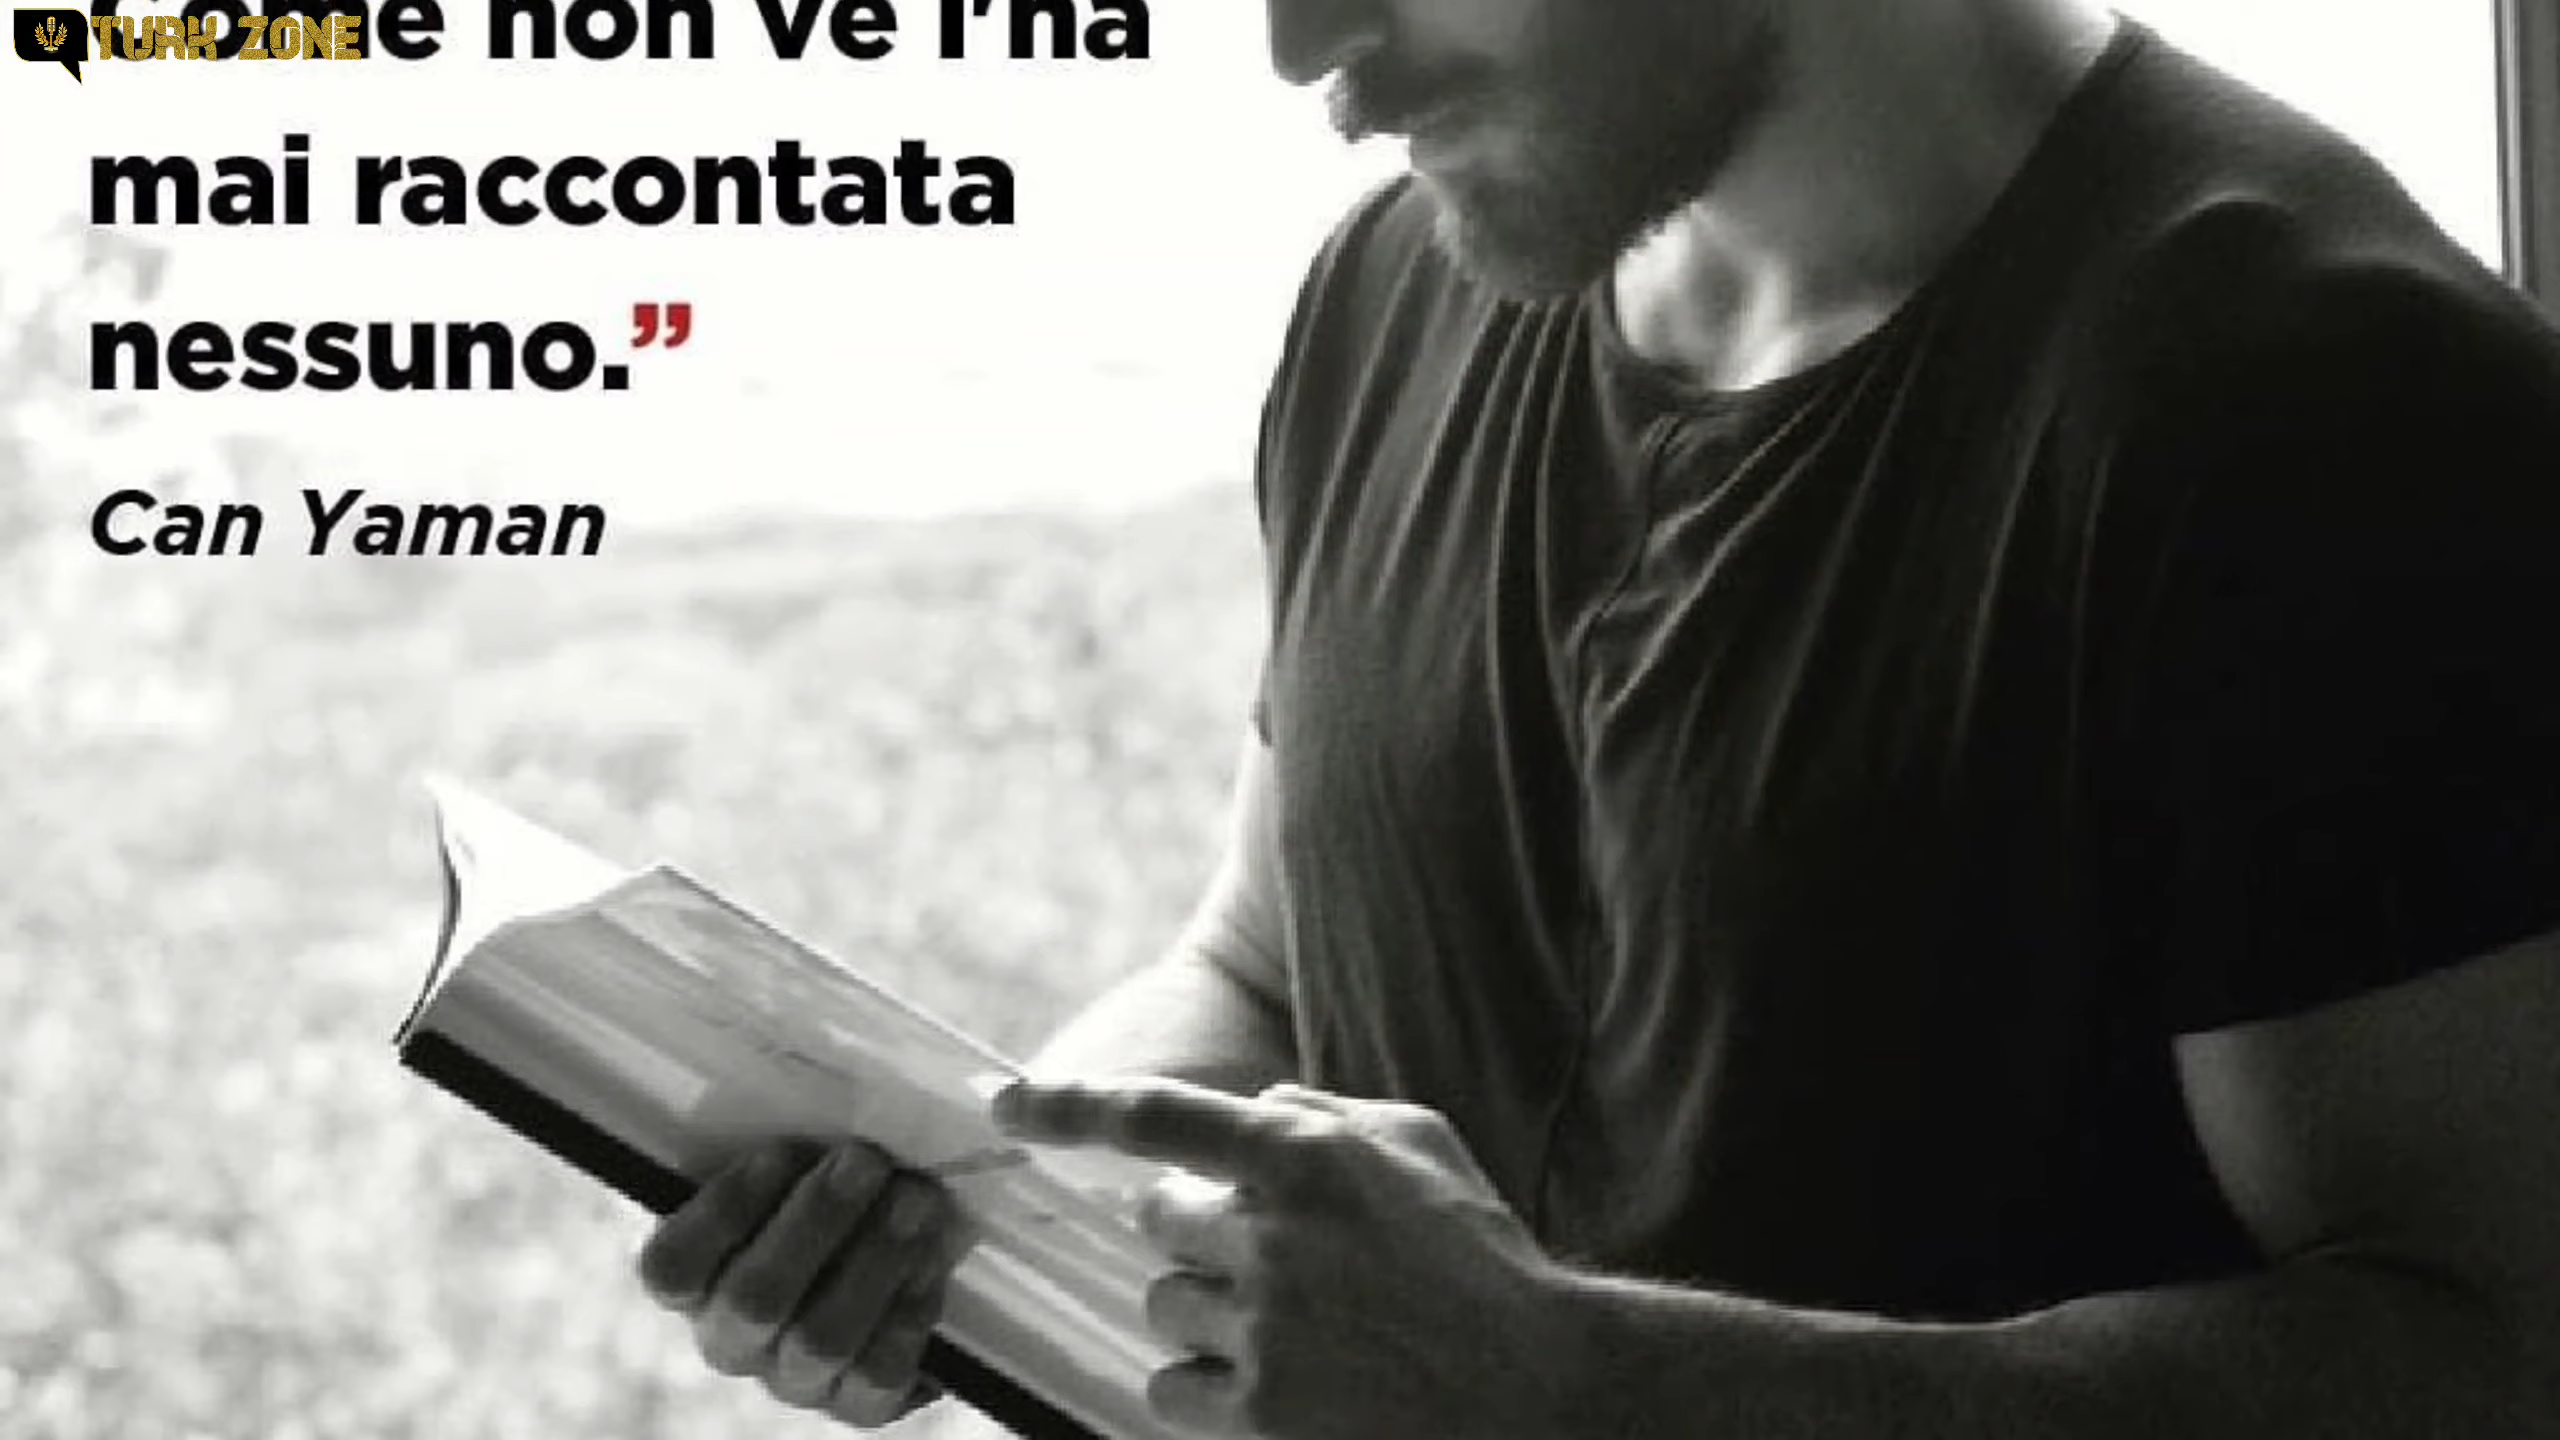 TURK ZONE
Come non ve l'ha
mai raccontata
nessuno.”
Can Yaman